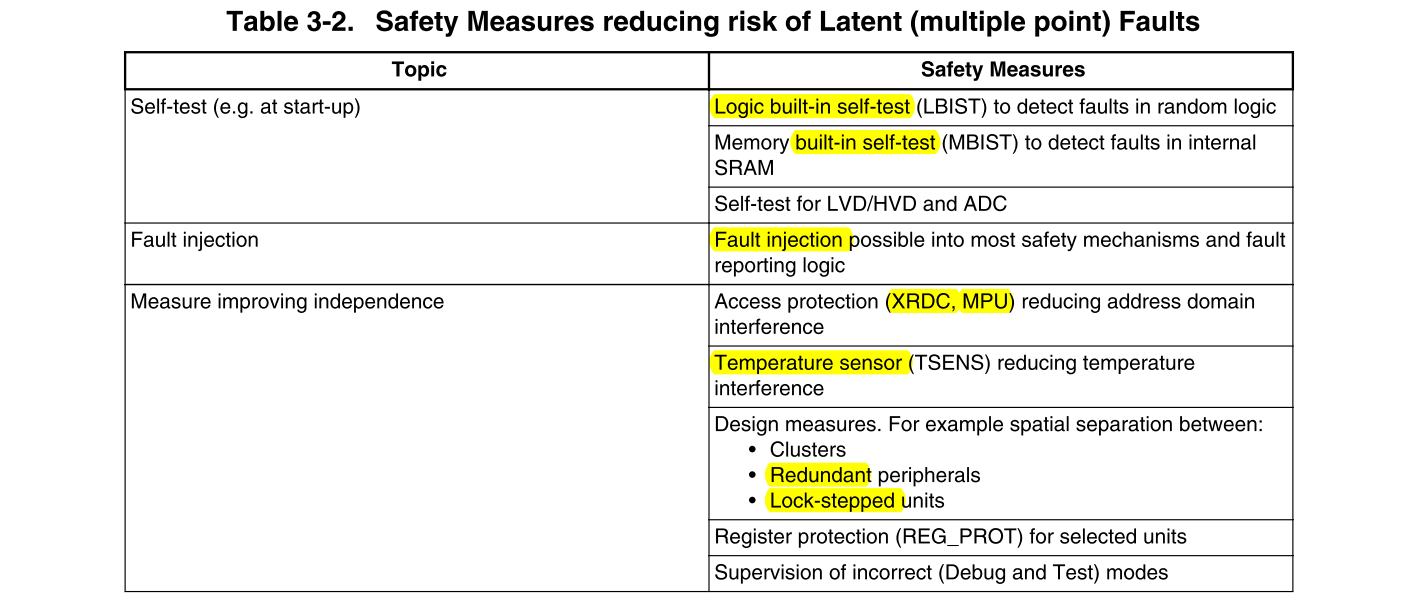 Table 3-2. Safety Measures reducing risk of Latent (multiple point) Faults
Topic
Safety Measures
Self-test (e.g. at start-up)
Logic built-in self-test (LBIST) to detect faults in random logic
Memory built-in self-test (MBIST) to detect faults in internal
SRAM
Self-test for LVD/HVD and ADC
Fault injection
Fault injection possible into most safety mechanisms and fault
reporting logic
Measure improving independence
Access protection (XRDC, MPU) reducing address domain
interference
Temperature sensor (TSENS) reducing temperature
interference
Design measures. For example spatial separation between:
• Clusters
• Redundant peripherals
• Lock-stepped units
Register protection (REG_PROT) for selected units
Supervision of incorrect (Debug and Test) modes